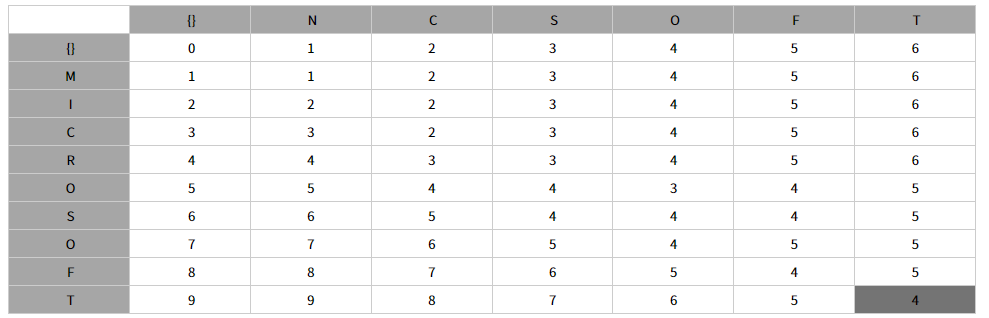 {} N C S O F T
{} 0 1 2 3 4 5 6
M 1 1 2 3 4 5 6
I 2 2 2 3 4 5 6
C 3 3 2 3 4 5 6
R 4 4 3 3 4 5 6
O 5 5 4 4 3 4 5
S 6 6 5 4 4 4 5
O 7 7 6 5 4 5 5
F 8 8 7 6 5 4 5
T 9 9 8 7 6 5 4